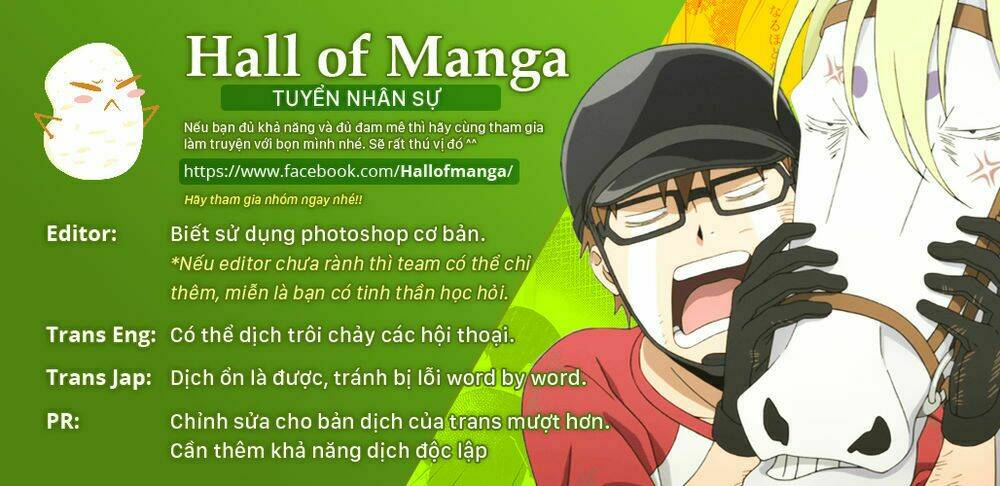 Hall of Manga
TUYỂN NHÂN SỰ
Nếu bạn đủ khả năng và đủ đam mê thì hãy cùng tham gia
làm truyện với bọn mình nhé. Sẽ rất thú vị đó ^^
https://www.facebook.com/Hallofmanga/
Hãy tham gia nhóm ngay nhé!!
Editor: Biết sử dụng photoshop cơ bản.
*Nếu editor chưa rành thì team có thể chỉ
thêm, miễn là bạn có tinh thần học hỏi.
Trans Eng: Có thể dịch trôi chảy các hội thoại.
Trans Jap: Dịch ổn là được, tránh bị lỗi word by word.
PR: Chỉnh sửa cho bản dịch của trans mượt hơn.
Cần thêm khả năng dịch độc lập
なるほど